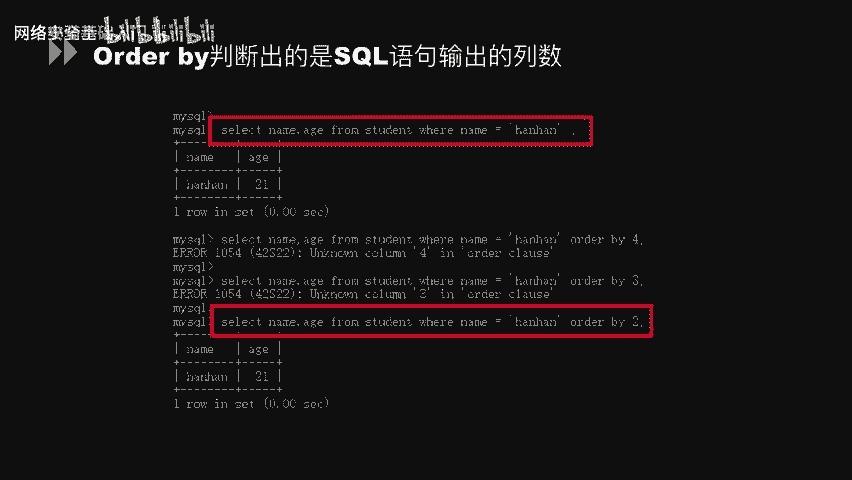 网络安全基础入门 bilibili
Order by判断出的是SQL语句输出的列数
mysql>
mysql> select name,age from student where name = 'hanhan' ;
+--------+-----+
| name | age |
+--------+-----+
| hanhan | 21 |
+--------+-----+
1 row in set (0.00 sec)
mysql> select name,age from student where name = 'hanhan' order by 4;
ERROR 1054 (42S22): Unknown column '4' in 'order clause'
mysql>
mysql> select name,age from student where name = 'hanhan' order by 3;
ERROR 1054 (42S22): Unknown column '3' in 'order clause'
mysql>
mysql> select name,age from student where name = 'hanhan' order by 2;
+--------+-----+
| name | age |
+--------+-----+
| hanhan | 21 |
+--------+-----+
1 row in set (0.00 sec)